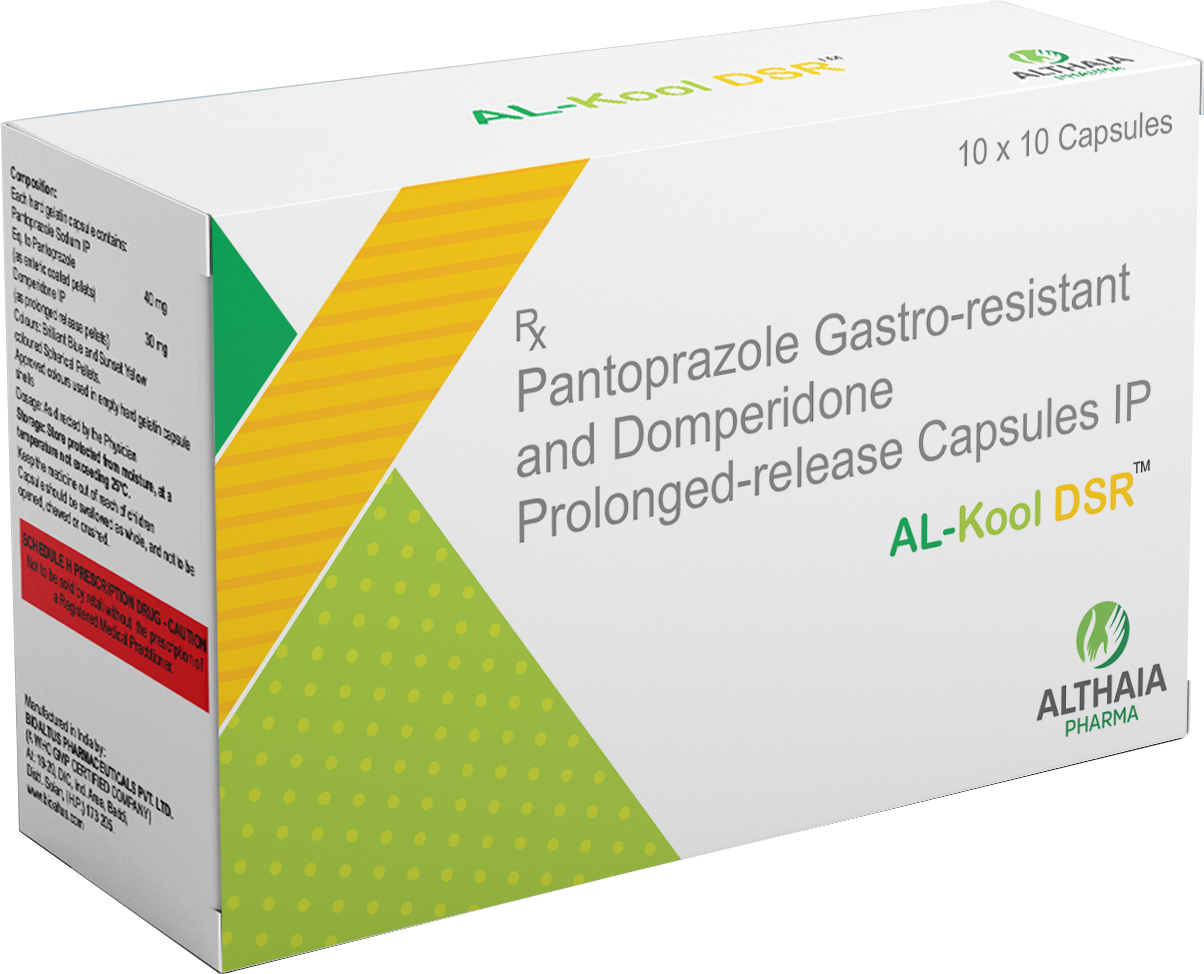 AL-Kool DSR™
ALTHAIA
PHARMA
10 x 10 Capsules
Rx
Pantoprazole Gastro-resistant
and Domperidone
Prolonged-release Capsules IP
AL-Kool DSR™
ALTHAIA
PHARMA
Composition:
Each hard gelatin capsule contains:
Pantoprazole Sodium IP
Eq. to Pantoprazole
(as enteric coated pellets) 40 mg
Domperidone IP
(as prolonged release pellets) 30 mg
Colours: Brilliant Blue and Sunset Yellow
coloured Spherical Pellets.
Approved colours used in empty hard gelatin capsule
shells
Dosage: As directed by the Physician
Storage: Store protected from moisture, at a
temperature not exceeding 25°C.
Keep the medicine out of reach of children
Capsule should be swallowed as whole, and not to be
opened, chewed or crushed.
SCHEDULE H PRESCRIPTION DRUG - CAUTION
Not to be sold by retail without the prescription of
a Registered Medical Practitioner.
Manufactured in India by:
BIOALTUS PHARMACEUTICALS PVT. LTD.
(A WHO GMP CERTIFIED COMPANY)
At: 19-20, DIC, Ind. Area, Baddi,
Distt. Solan, (H.P.) 173 205.
www.bioaltus.com